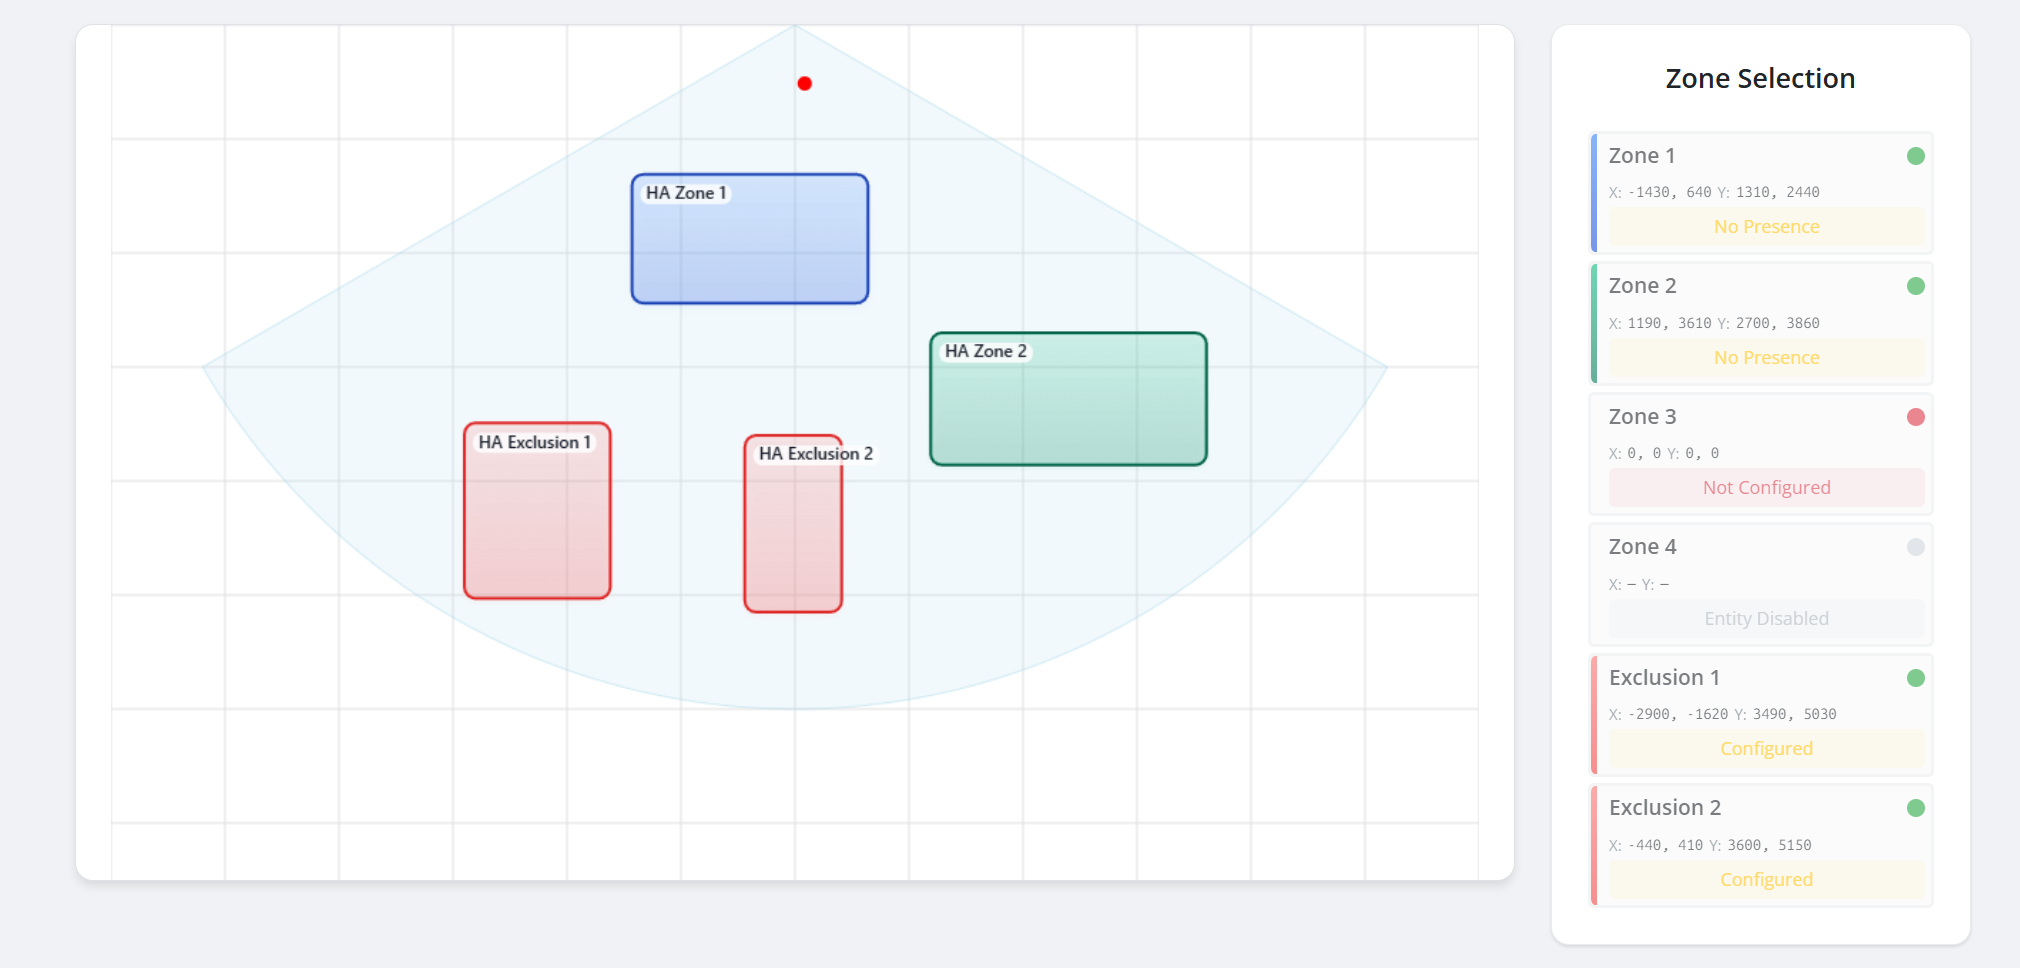 HA Zone 1
HA Zone 2
HA Exclusion 1
HA Exclusion 2
Zone Selection
Zone 1
X: -1430, 640 Y: 1310, 2440
No Presence
Zone 2
X: 1190, 3610 Y: 2700, 3860
No Presence
Zone 3
X: 0, 0 Y: 0, 0
Not Configured
Zone 4
X: – Y: –
Entity Disabled
Exclusion 1
X: -2900, -1620 Y: 3490, 5030
Configured
Exclusion 2
X: -440, 410 Y: 3600, 5150
Configured